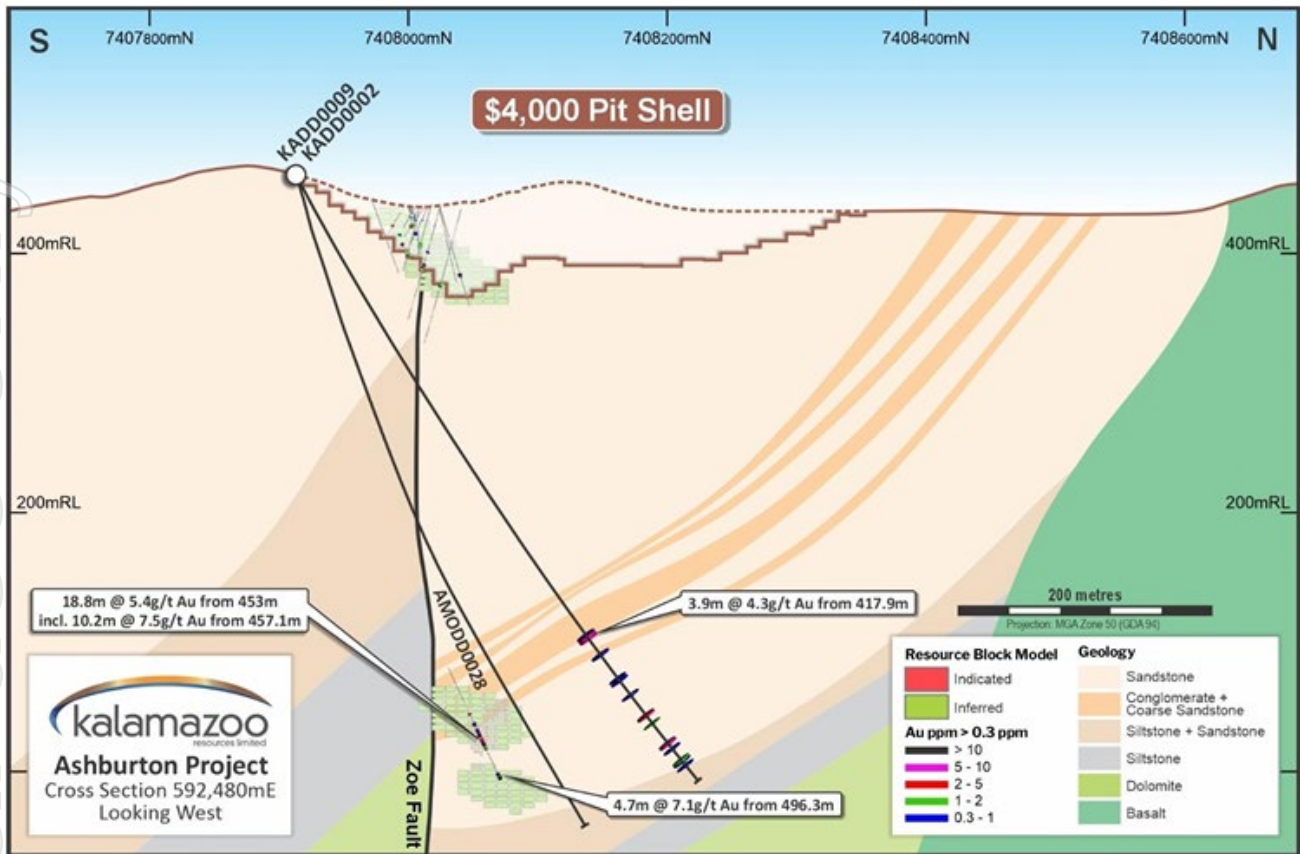 S
7407800mN
7408000mN
7408200mN
7408400mN
7408600mN
N
$4,000 Pit Shell
KADD0009
KADD0002
400mRL
400mRL
200mRL
200mRL
18.8m @ 5.4g/t Au from 453m
incl. 10.2m @ 7.5g/t Au from 457.1m
AMODD0028
3.9m @ 4.3g/t Au from 417.9m
4.7m @ 7.1g/t Au from 496.3m
Zoe Fault
kalamazoo
resources limited
Ashburton Project
Cross Section 592,480mE
Looking West
200 metres
Projection: MGA Zone 50 (GDA 94)
Resource Block Model
Indicated
Inferred
Au ppm > 0.3 ppm
> 10
5 - 10
2 - 5
1 - 2
0.3 - 1
Geology
Sandstone
Conglomerate +
Coarse Sandstone
Siltstone + Sandstone
Siltstone
Dolomite
Basalt